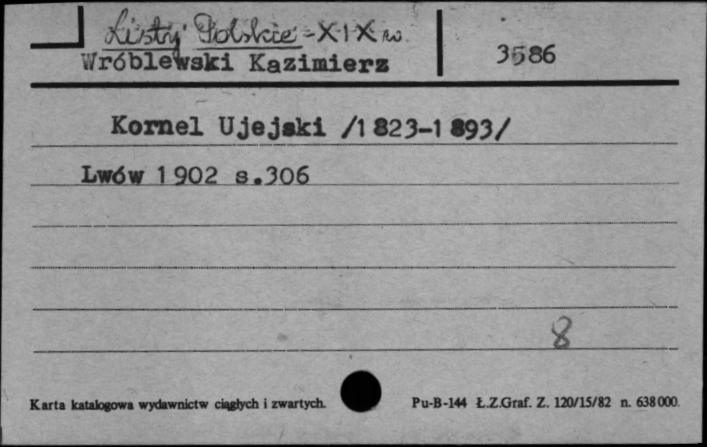 Listy Polskie - XIX w.
Wróblewski Kazimierz
3586
Kornel Ujejski /1823-1893/
Lwów 1902 s.306
8
Karta katalogowa wydawnictw ciągłych i zwartych.
Pu-B-144 Ł.Z.Graf. Z. 120/15/82 n. 638000.